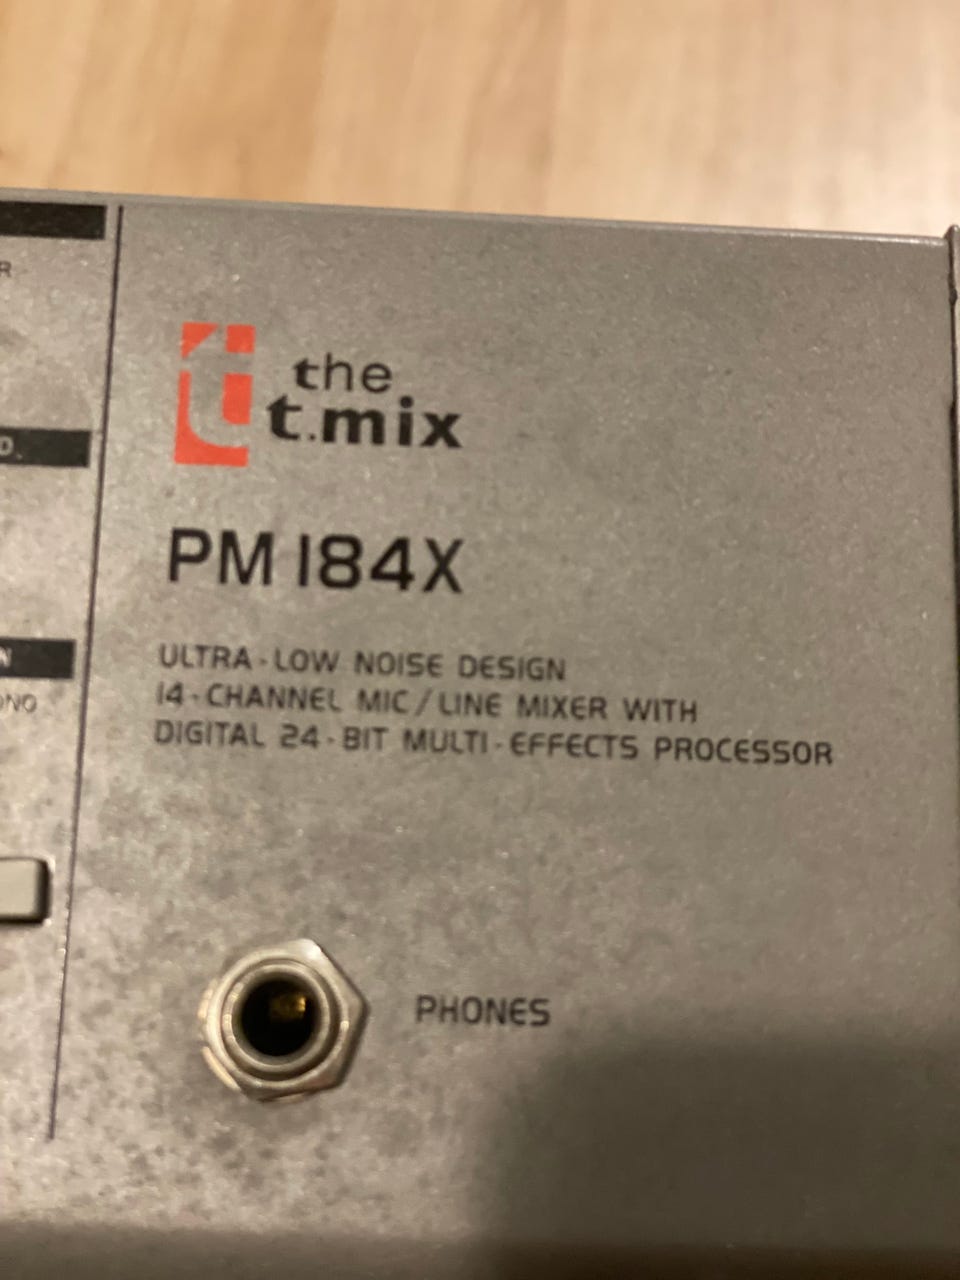 R
the
t.mix
D.
PM 184X
N
ULTRA-LOW NOISE DESIGN
ONO
14-CHANNEL MIC/LINE MIXER WITH
DIGITAL 24-BIT MULTI-EFFECTS PROCESSOR
PHONES